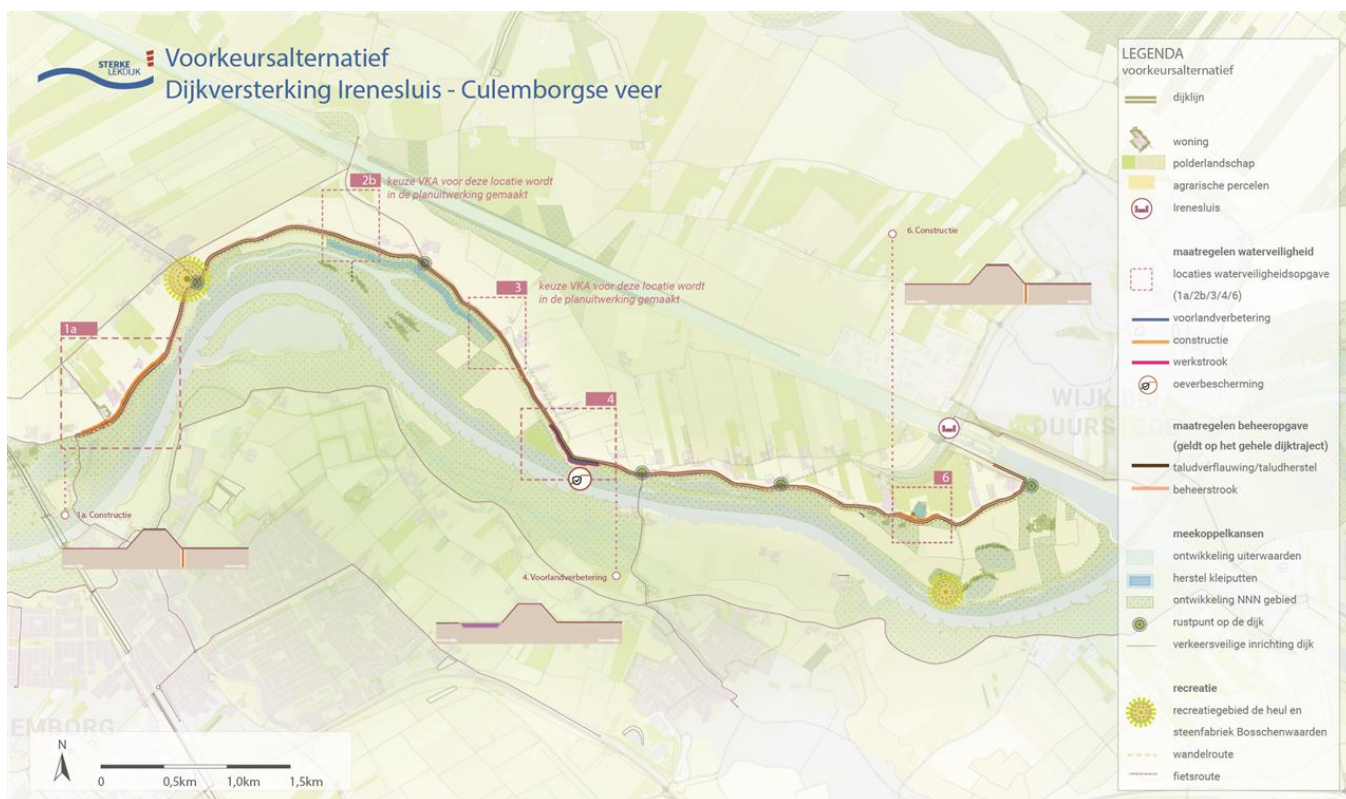 STERKE
LEKDIJK
Voorkeursalternatief
Dijkversterking Irenesluis - Culemborgse veer
2b
keuze VKA voor deze locatie wordt
in de planuitwerking gemaakt
3
keuze VKA voor deze locatie wordt
in de planuitwerking gemaakt
1a
4
6
6. Constructie
1a. Constructie
4. Voorlandverbetering
WIJK BIJ
DUURSTEDE
EMBORG
N
0
0,5km
1,0km
1,5km
LEGENDA
voorkeursalternatief
dijklijn
woning
polderlandschap
agrarische percelen
Irenesluis
maatregelen waterveiligheid
locaties waterveiligheidsopgave
(1a/2b/3/4/6)
voorlandverbetering
constructie
werkstrook
oeverbescherming
maatregelen beheeropgave
(geldt op het gehele dijktraject)
taludverflauwing/taludherstel
beheerstrook
meekoppelkansen
ontwikkeling uiterwaarden
herstel kleiputten
ontwikkeling NNN gebied
rustpunt op de dijk
verkeersveilige inrichting dijk
recreatie
recreatiegebied de heul en
steenfabriek Bosschenwaarden
wandelroute
fietsroute